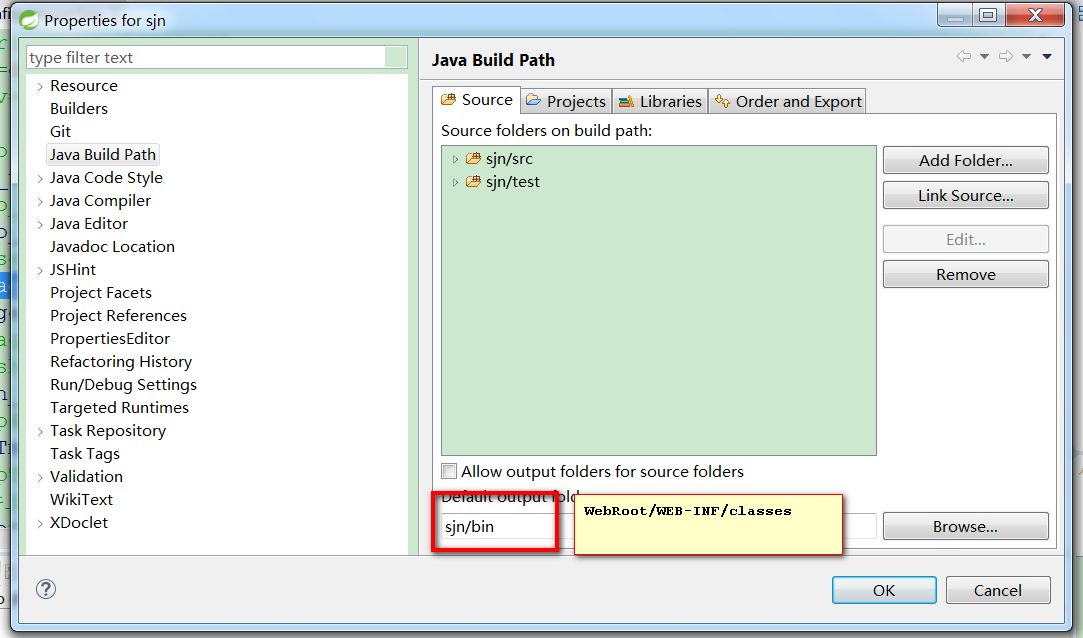 Properties for sjn
type filter text
Resource
Builders
Git
Java Build Path
Java Code Style
Java Compiler
Java Editor
Javadoc Location
JSHint
Project Facets
Project References
PropertiesEditor
Refactoring History
Run/Debug Settings
Targeted Runtimes
Task Repository
Task Tags
Validation
WikiText
XDoclet
Java Build Path
Source Projects Libraries Order and Export
Source folders on build path:
sjn/src
sjn/test
Add Folder...
Link Source...
Edit...
Remove
Allow output folders for source folders
Default output fold
sjn/bin
WebRoot/WEB-INF/classes
Browse...
OK
Cancel